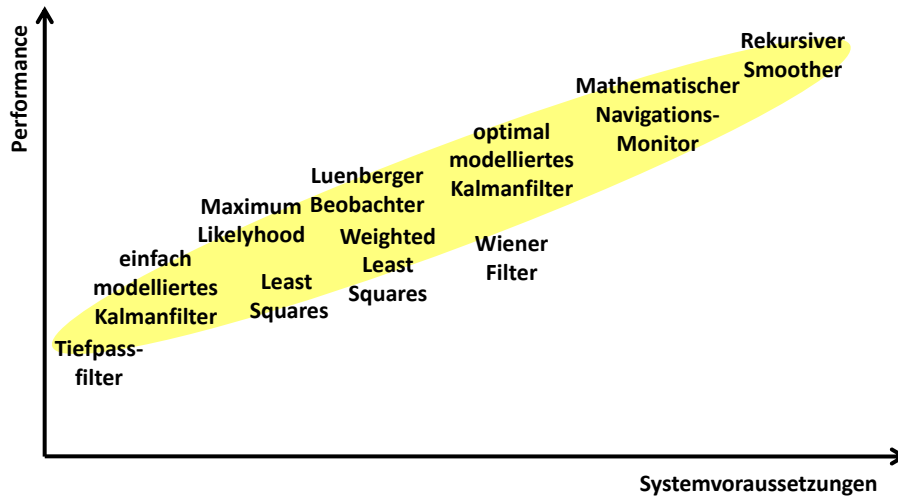 Performance
Rekursiver
Smoother
Mathematischer
Navigations-
Monitor
optimal
modelliertes
Kalmanfilter
Luenberger
Beobachter
Maximum
Likelyhood
Weighted
Least
Squares
Wiener
Filter
einfach
modelliertes
Kalmanfilter
Least
Squares
Tiefpass-
filter
Systemvoraussetzungen